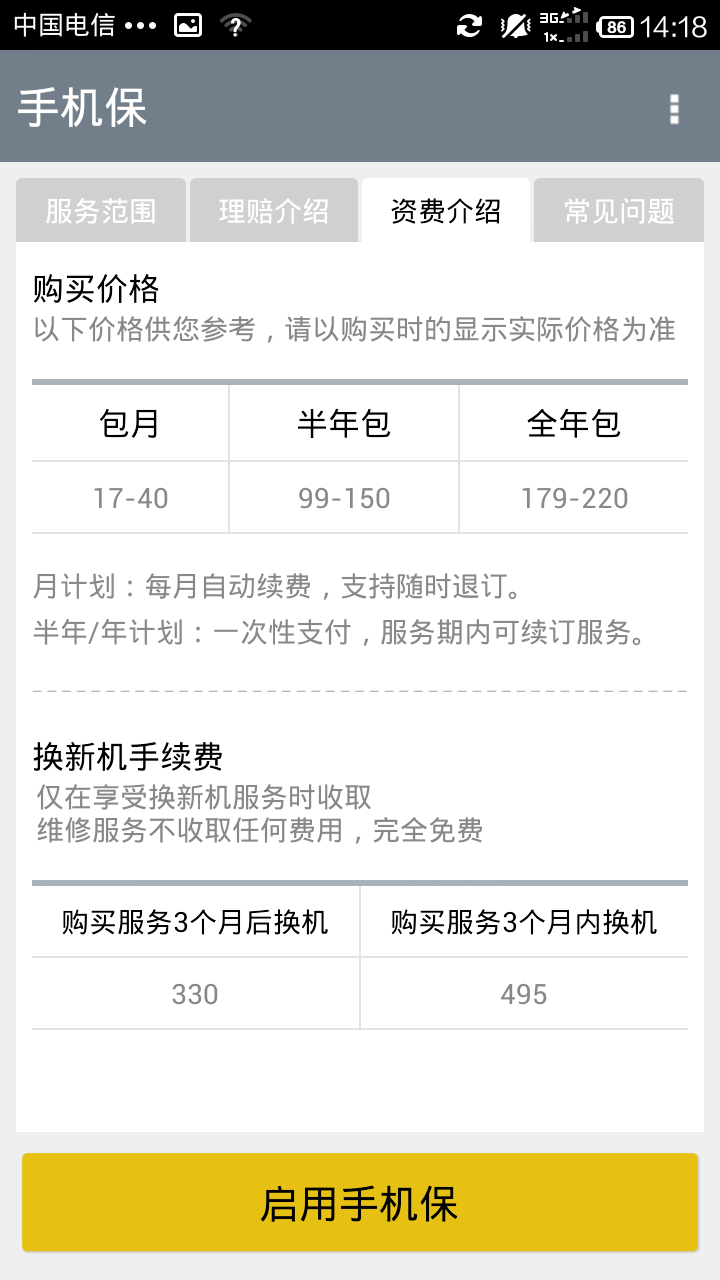 中国电信 ••• 3G 1x 86 14:18
手机保
服务范围 理赔介绍 资费介绍 常见问题
购买价格
以下价格供您参考，请以购买时的显示实际价格为准
包月 半年包 全年包
17-40 99-150 179-220
月计划：每月自动续费，支持随时退订。
半年/年计划：一次性支付，服务期内可续订服务。
换新机手续费
仅在享受换新机服务时收取
维修服务不收取任何费用，完全免费
购买服务3个月后换机 购买服务3个月内换机
330 495
启用手机保